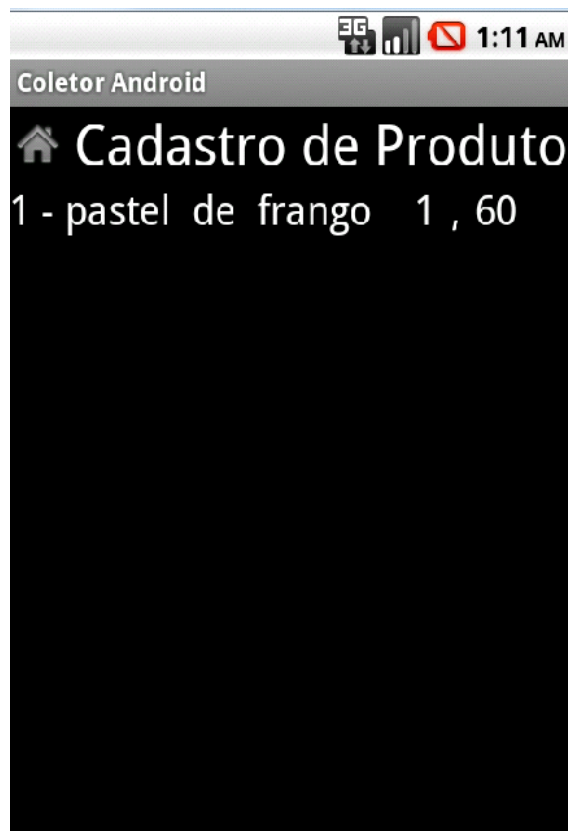 3G 1:11 AM
Coletor Android
Cadastro de Produto
1 - pastel de frango 1 , 60